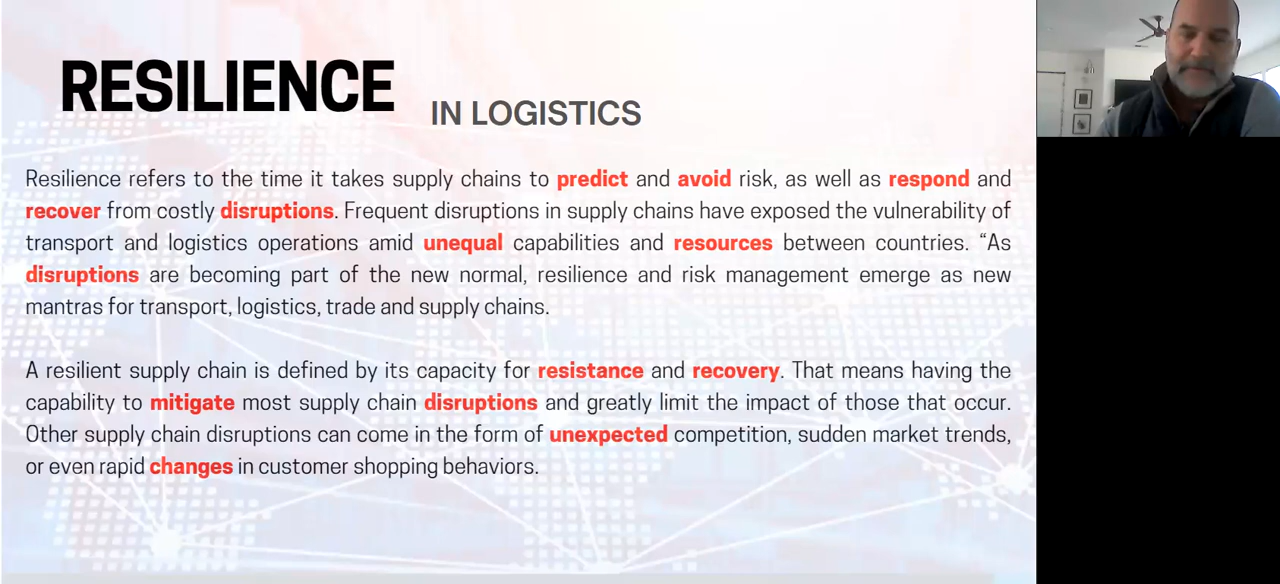 RESILIENCE
IN LOGISTICS
Resilience refers to the time it takes supply chains to predict and avoid risk, as well as respond and
recover from costly disruptions. Frequent disruptions in supply chains have exposed the vulnerability of
transport and logistics operations amid unequal capabilities and resources between countries. “As
disruptions are becoming part of the new normal, resilience and risk management emerge as new
mantras for transport, logistics, trade and supply chains.
A resilient supply chain is defined by its capacity for resistance and recovery. That means having the
capability to mitigate most supply chain disruptions and greatly limit the impact of those that occur.
Other supply chain disruptions can come in the form of unexpected competition, sudden market trends,
or even rapid changes in customer shopping behaviors.